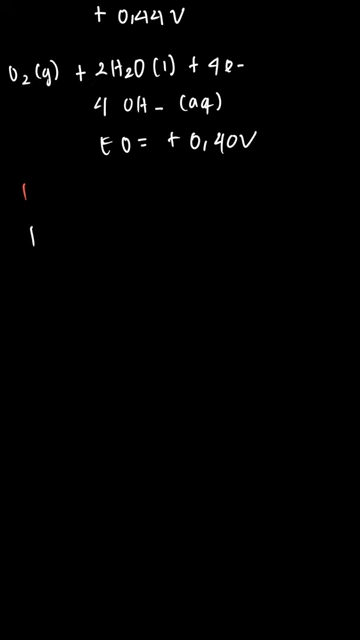 + 0,44 V
O2 (g) + 2H2O (l) + 4e-
4 OH- (aq)
E0 = + 0,40V